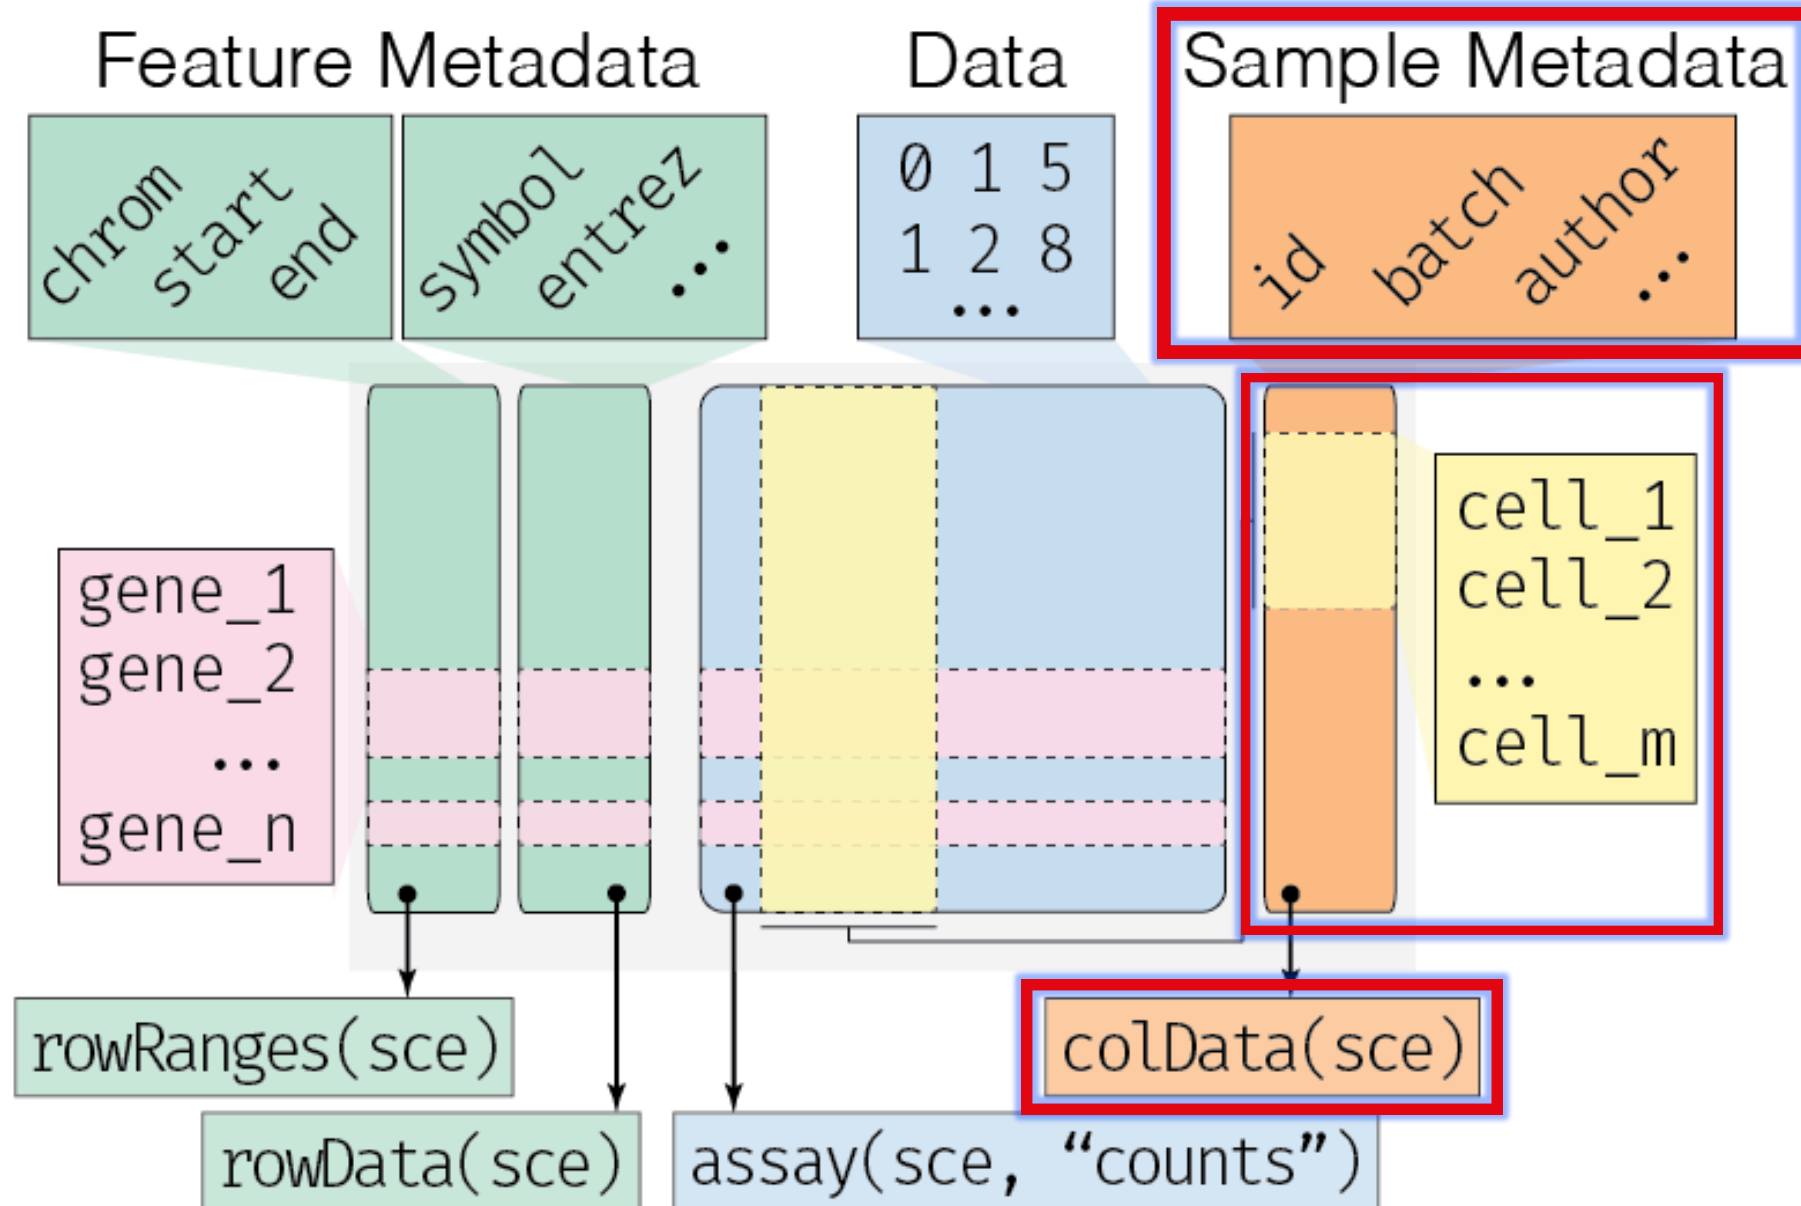 Feature Metadata
Data
Sample Metadata
chrom
start
end
symbol
entrez
...
0 1 5
1 2 8
...
id
batch
author
...
gene_1
gene_2
...
gene_n
cell_1
cell_2
...
cell_m
rowRanges(sce)
colData(sce)
rowData(sce)
assay(sce, “counts”)